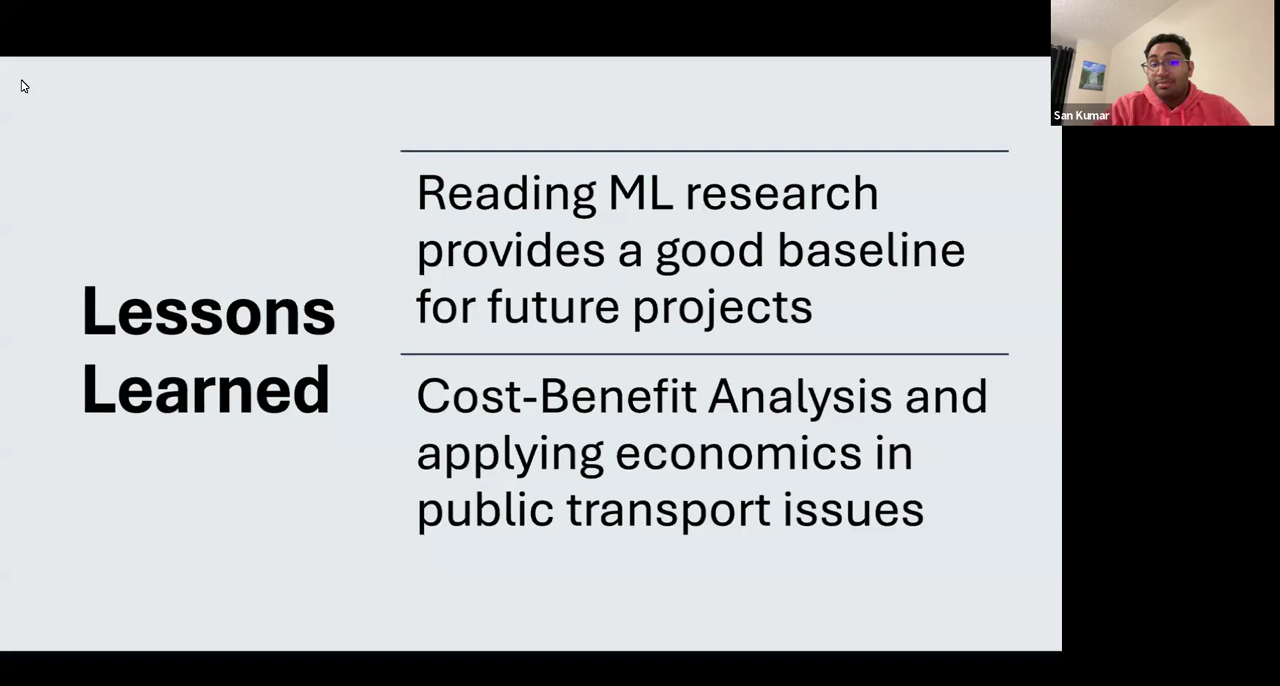 Lessons
Learned
Reading ML research
provides a good baseline
for future projects
Cost-Benefit Analysis and
applying economics in
public transport issues
San Kumar